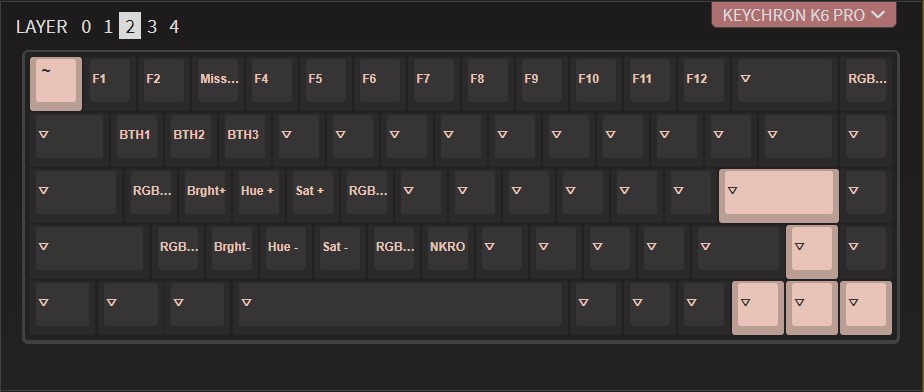 KEYCHRON K6 PRO
LAYER 0 1 2 3 4
~ F1 F2 Miss... F4 F5 F6 F7 F8 F9 F10 F11 F12 ▽ RGB...
▽ BTH1 BTH2 BTH3 ▽ ▽ ▽ ▽ ▽ ▽ ▽ ▽ ▽ ▽ ▽
▽ RGB... Brght+ Hue + Sat + RGB... ▽ ▽ ▽ ▽ ▽ ▽ ▽ ▽
▽ RGB... Brght- Hue - Sat - RGB... NKRO ▽ ▽ ▽ ▽ ▽ ▽ ▽
▽ ▽ ▽ ▽ ▽ ▽ ▽ ▽ ▽ ▽